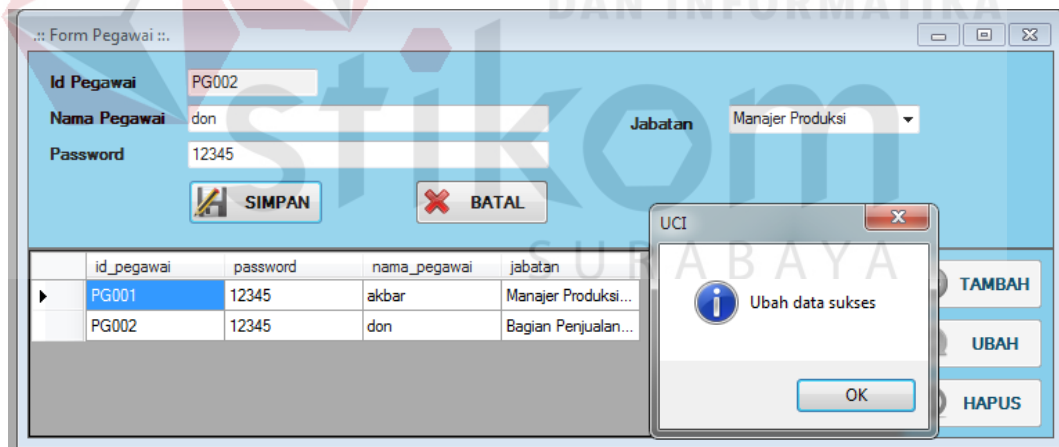 DAN INFORMATIKA
.:: Form Pegawai ::.
Id Pegawai PG002
Nama Pegawai don Jabatan Manajer Produksi
Password 12345
SIMPAN BATAL
stikom
SURABAYA
UCI
Ubah data sukses
OK
id_pegawai password nama_pegawai jabatan
PG001 12345 akbar Manajer Produksi...
PG002 12345 don Bagian Penjualan...
TAMBAH
UBAH
HAPUS